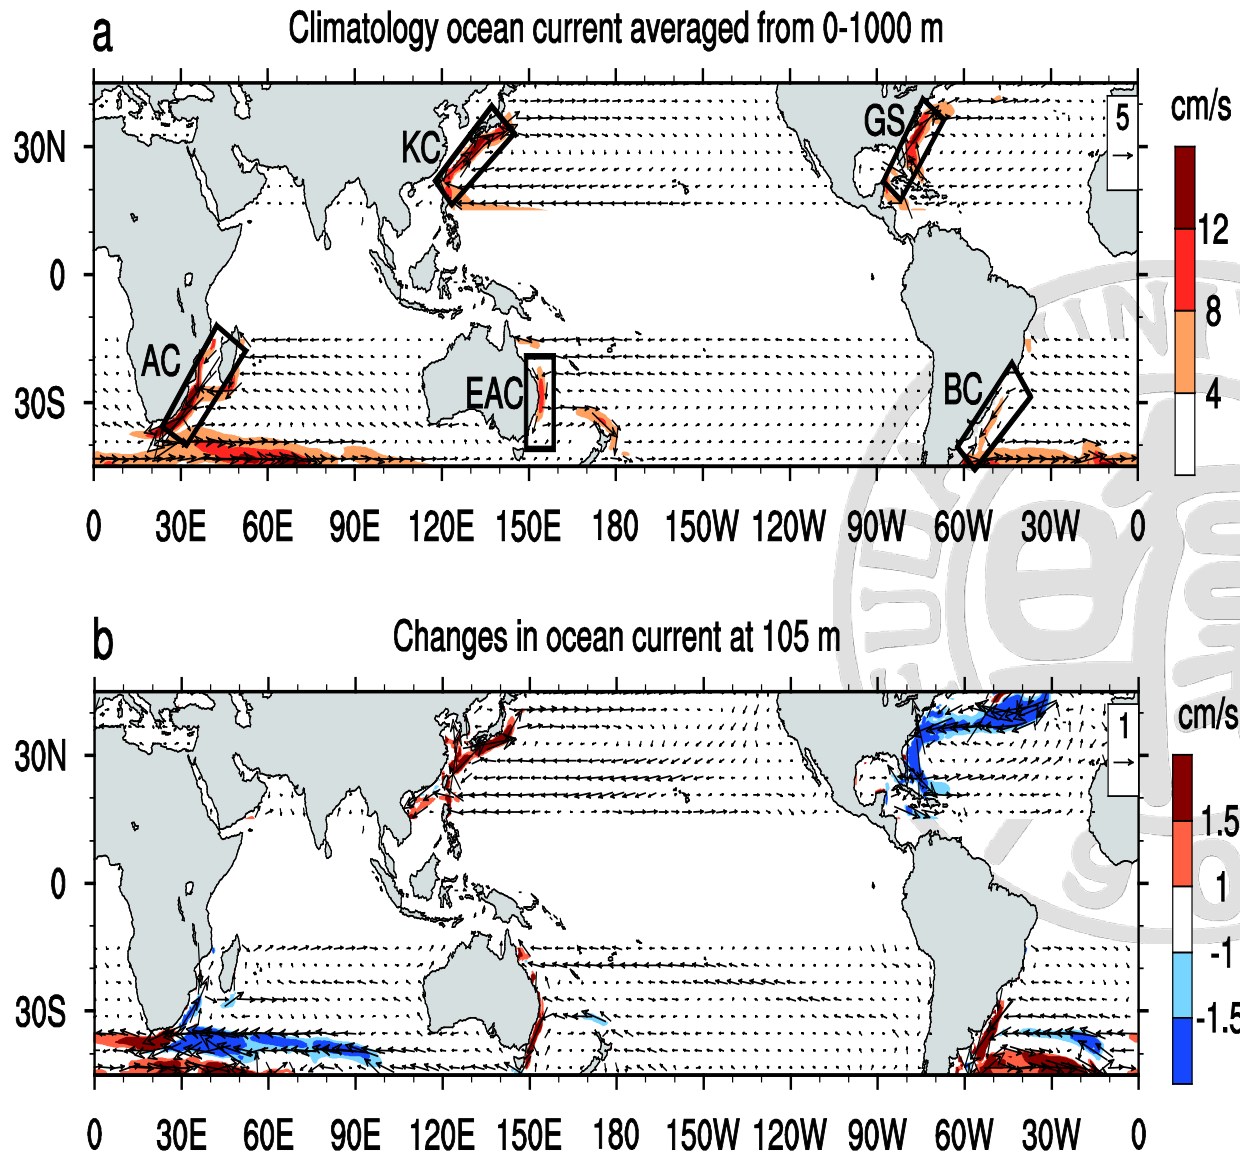 a Climatology ocean current averaged from 0-1000 m
cm/s
5
KC
GS
AC
EAC
BC
30N
0
30S
12
8
4
0 30E 60E 90E 120E 150E 180 150W 120W 90W 60W 30W 0
b Changes in ocean current at 105 m
cm/s
1
30N
0
30S
1.5
1
-1
-1.5
0 30E 60E 90E 120E 150E 180 150W 120W 90W 60W 30W 0